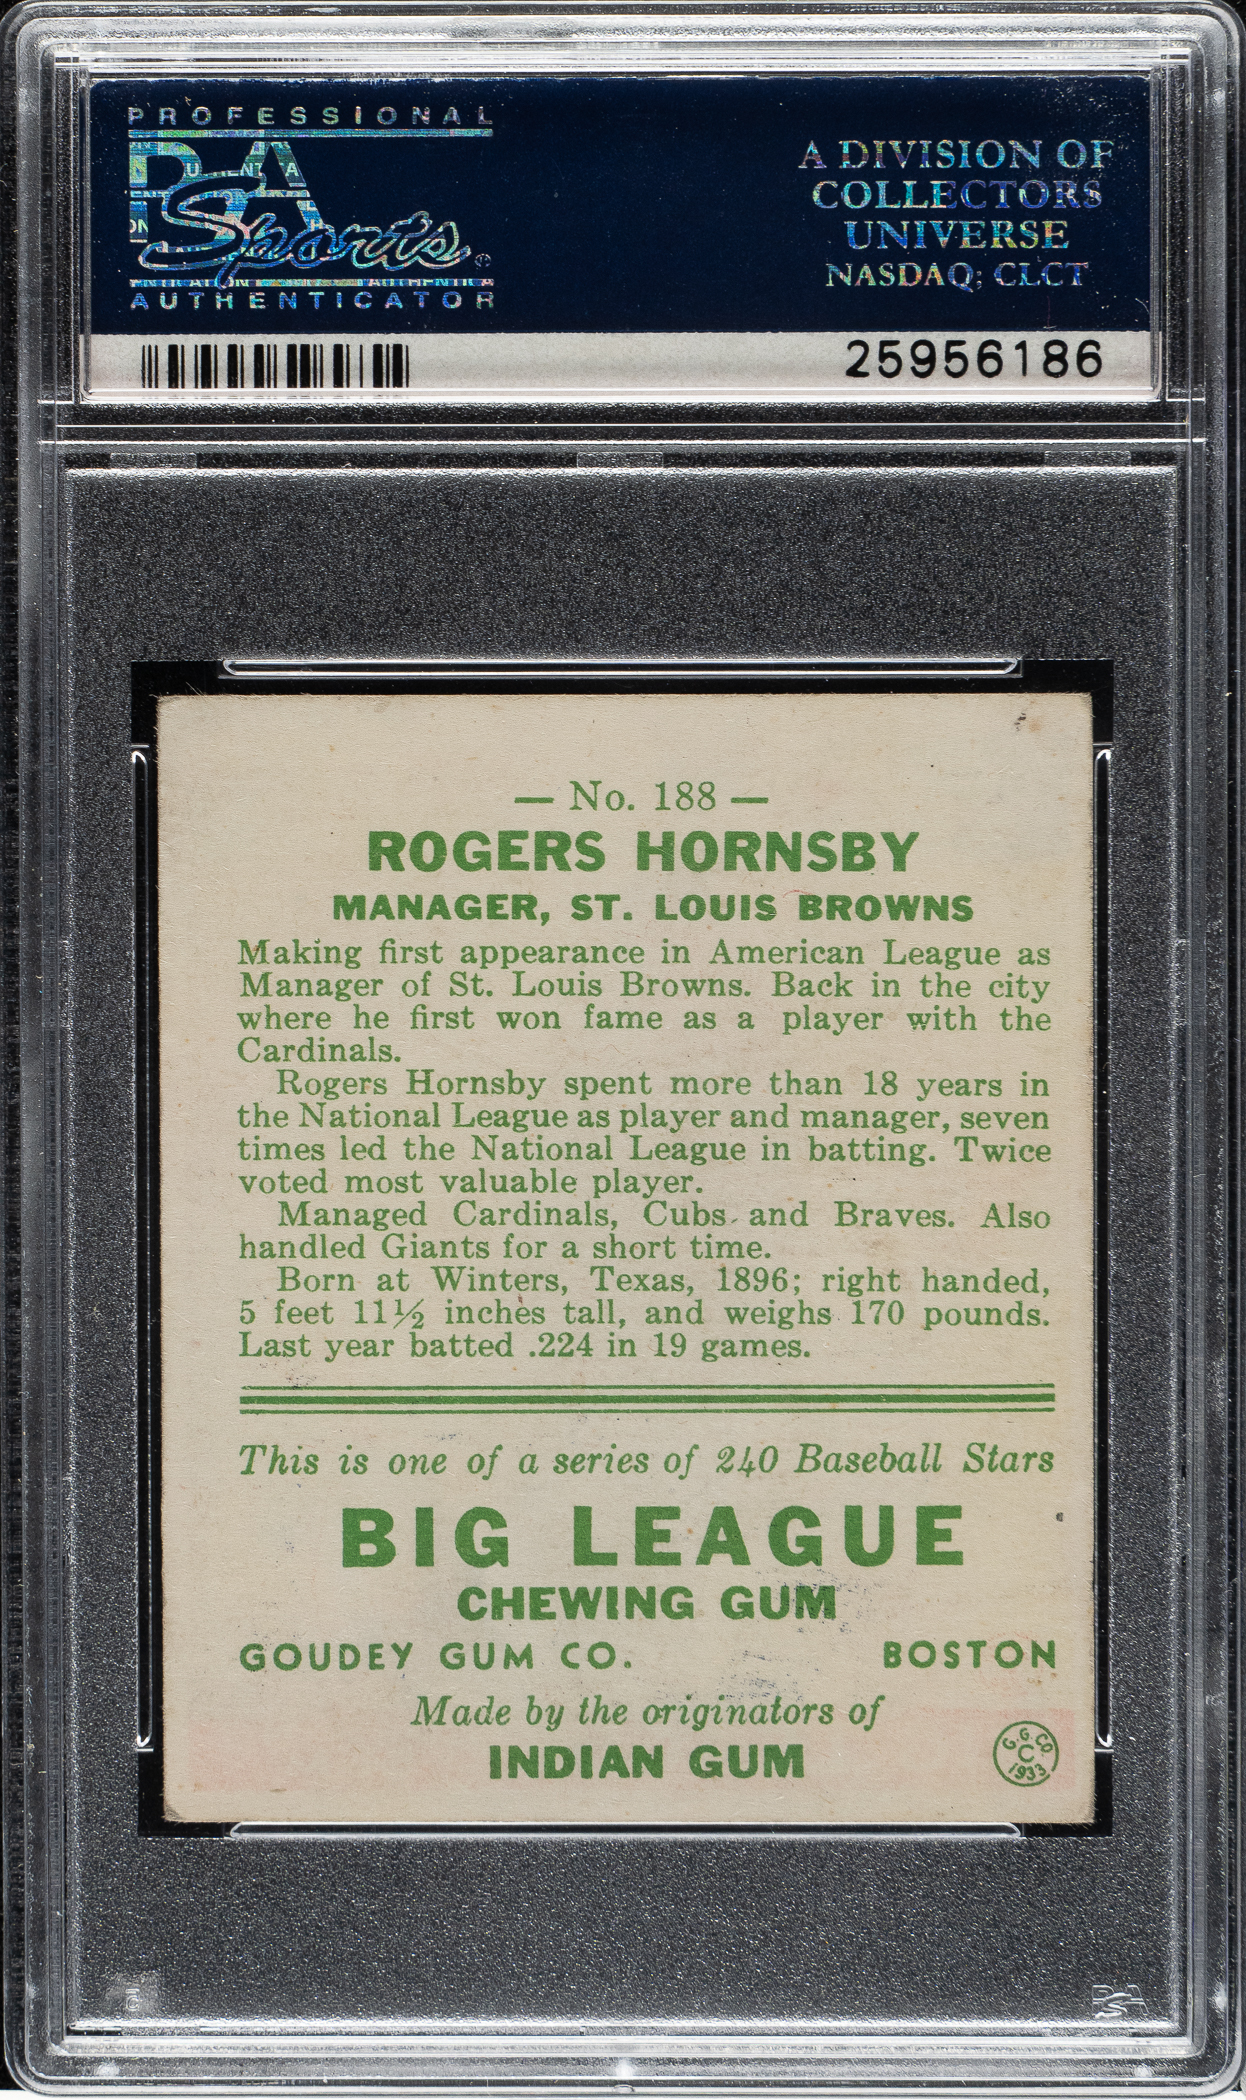 PROFESSIONAL
PSA
Sports
AUTHENTICATOR
A DIVISION OF
COLLECTORS
UNIVERSE
NASDAQ: CLCT
25956186
— No. 188 —
ROGERS HORNSBY
MANAGER, ST. LOUIS BROWNS
Making first appearance in American League as
Manager of St. Louis Browns. Back in the city
where he first won fame as a player with the
Cardinals.
Rogers Hornsby spent more than 18 years in
the National League as player and manager, seven
times led the National League in batting. Twice
voted most valuable player.
Managed Cardinals, Cubs and Braves. Also
handled Giants for a short time.
Born at Winters, Texas, 1896; right handed,
5 feet 11½ inches tall, and weighs 170 pounds.
Last year batted .224 in 19 games.
This is one of a series of 240 Baseball Stars
BIG LEAGUE
CHEWING GUM
GOUDEY GUM CO. BOSTON
Made by the originators of
INDIAN GUM
G.G.CO.
C
1933
PSA